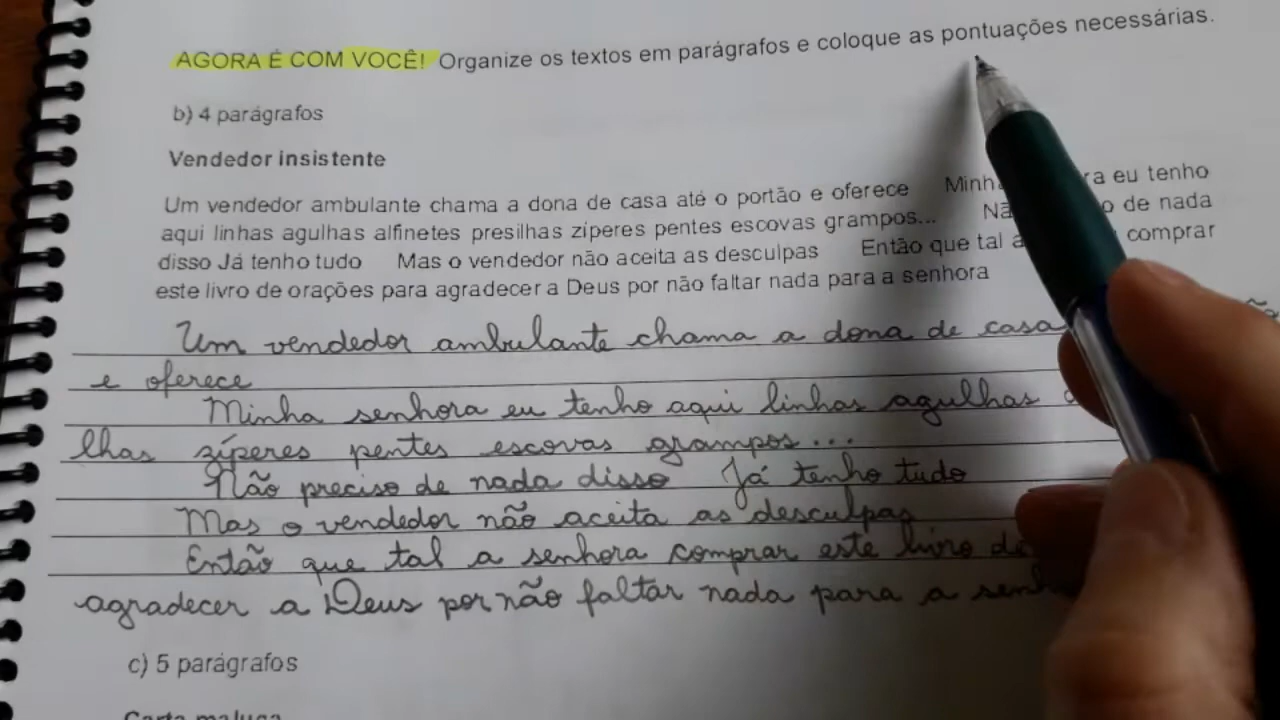 AGORA É COM VOCÊ! Organize os textos em parágrafos e coloque as pontuações necessárias.
b) 4 parágrafos
Vendedor insistente
Um vendedor ambulante chama a dona de casa até o portão e oferece eu tenho
aqui linhas agulhas alfinetes presilhas zíperes pentes escovas grampos... de nada
disso Já tenho tudo Mas o vendedor não aceita as desculpas Então que tal comprar
este livro de orações para agradecer a Deus por não faltar nada para a senhora
Um vendedor ambulante chama a dona de casa
e oferece
Minha senhora eu tenho aqui linhas agulhas
lhas zíperes pentes escovas grampos...
Não preciso de nada disso Já tenho tudo
Mas o vendedor não aceita as desculpas
Então que tal a senhora comprar este livro de
agradecer a Deus por não faltar nada para a
c) 5 parágrafos